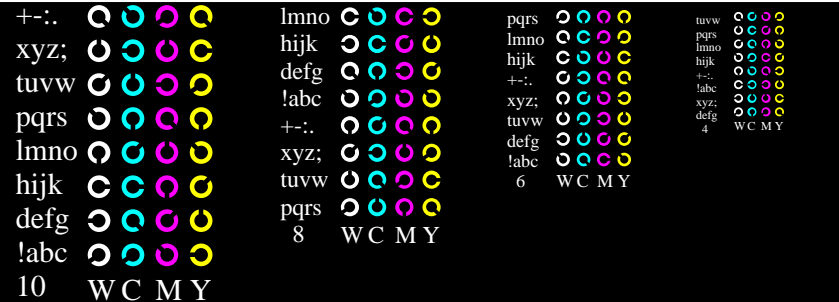 +-:.
xyz;
tuvw
pqrs
lmno
hijk
defg
!abc
10 W C M Y
lmno
hijk
defg
!abc
+-:.
xyz;
tuvw
pqrs
8 W C M Y
pqrs
lmno
hijk
+-:.
xyz;
tuvw
defg
!abc
6 W C M Y
tuvw
pqrs
lmno
hijk
+-:.
!abc
xyz;
defg
4 W C M Y